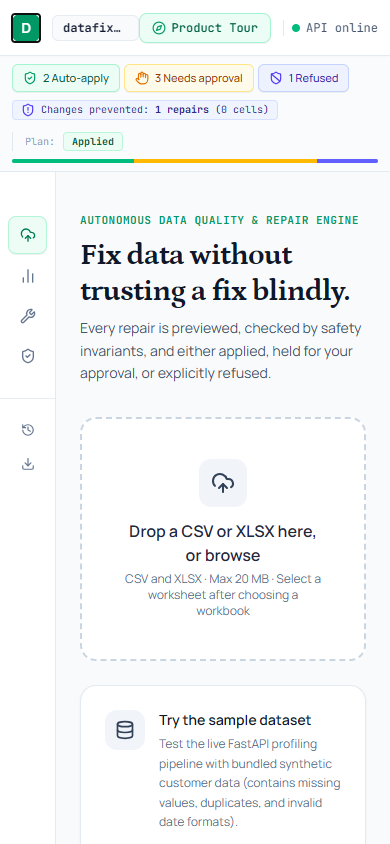 D
datafix…
Product Tour
API online
2 Auto-apply
3 Needs approval
1 Refused
Changes prevented: 1 repairs (0 cells)
Plan: Applied
AUTONOMOUS DATA QUALITY & REPAIR ENGINE
Fix data without
trusting a fix blindly.
Every repair is previewed, checked by safety
invariants, and either applied, held for your
approval, or explicitly refused.
Drop a CSV or XLSX here,
or browse
CSV and XLSX · Max 20 MB · Select a
worksheet after choosing a
workbook
Try the sample dataset
Test the live FastAPI profiling
pipeline with bundled synthetic
customer data (contains missing
values, duplicates, and invalid
date formats).